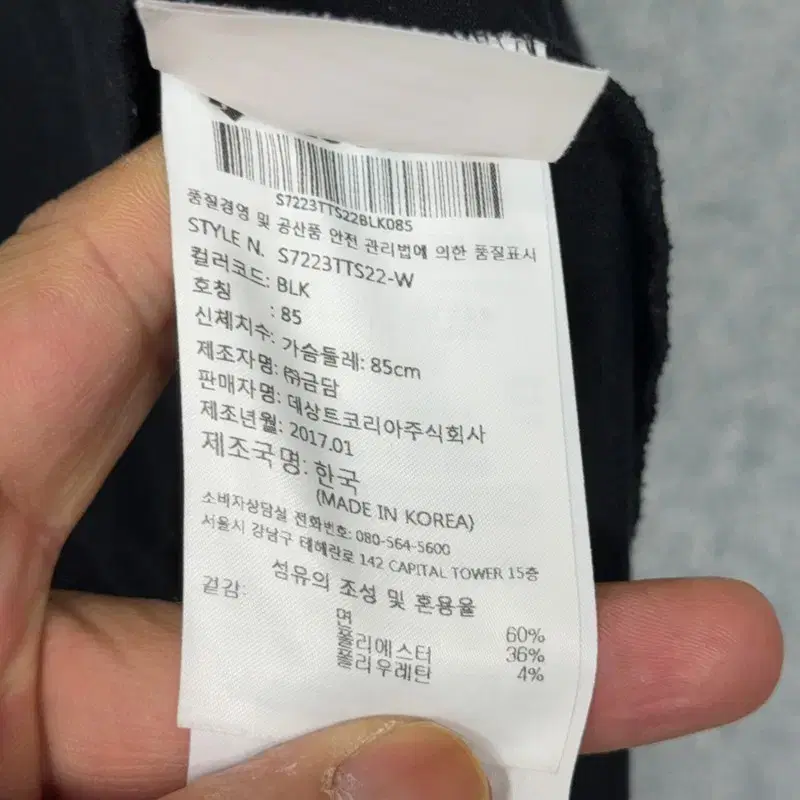 S7223TTS22BLK085
품질경영 및 공산품 안전 관리법에 의한 품질표시
STYLE N. S7223TTS22-W
컬러코드: BLK
호칭 : 85
신체치수: 가슴둘레: 85cm
제조자명: ㈜금담
판매자명: 데상트코리아주식회사
제조년월: 2017.01
제조국명: 한국
(MADE IN KOREA)
소비자상담실 전화번호: 080-564-5600
서울시 강남구 테헤란로 142 CAPITAL TOWER 15층
섬유의 조성 및 혼용율
겉감:
면 60%
폴리에스터 36%
폴리우레탄 4%